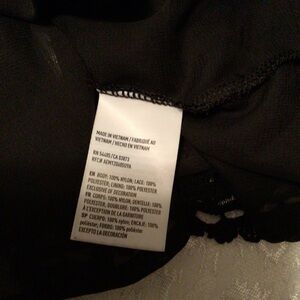 MADE IN VIETNAM / FABRIQUÉ AU
VIETNAM / HECHO EN VIETNAM
RN 54485 / CA 03873
EN BODY: 100% NYLON; LACE: 100%
POLYESTER; LINING: 100% POLYESTER
EXCLUSIVE OF DECORATION
FR CORPS: 100% NYLON, DENTELLE: 100%
POLYESTER, DOUBLURE: 100% POLYESTER
À L'EXCEPTION DE LA GARNITURE
SP CUERPO: 100% nylon, ENCAJE: 100%
poliéster; FORRO: 100% poliéster
EXCEPTO LA DECORACIÓN